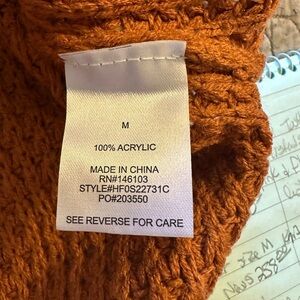 M
100% ACRYLIC
MADE IN CHINA
RN#146103
STYLE#HF0S22731C
PO#203550
SEE REVERSE FOR CARE
size M